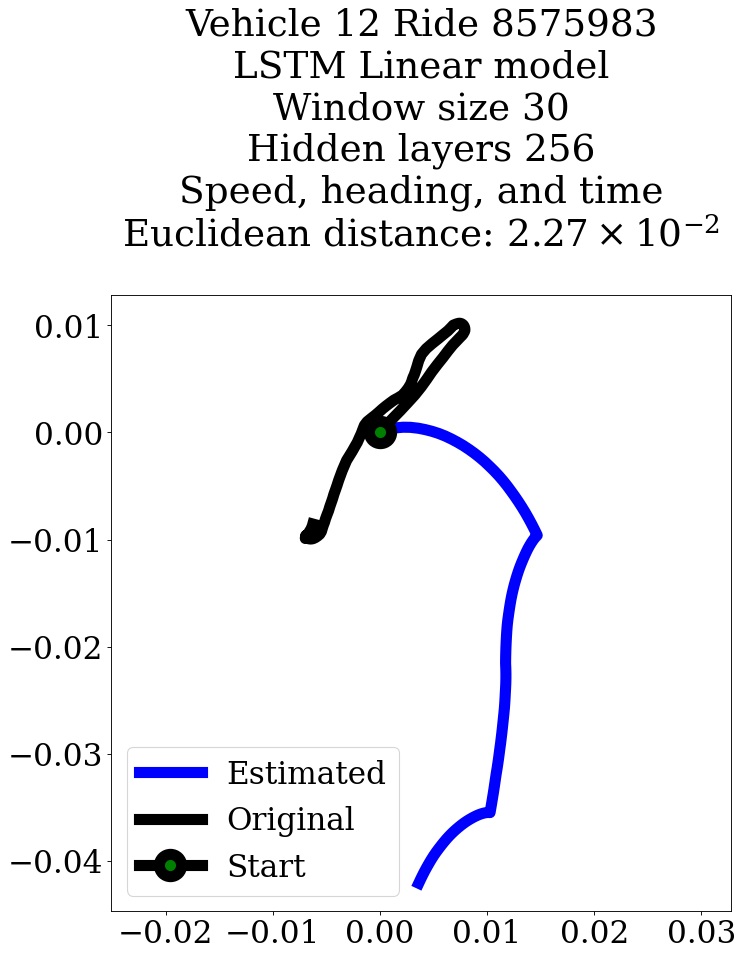 Vehicle 12 Ride 8575983
LSTM Linear model
Window size 30
Hidden layers 256
Speed, heading, and time
Euclidean distance: 2.27 × 10⁻²
0.01
0.00
−0.01
−0.02
−0.03
−0.04
Estimated
Original
Start
−0.02 −0.01 0.00 0.01 0.02 0.03